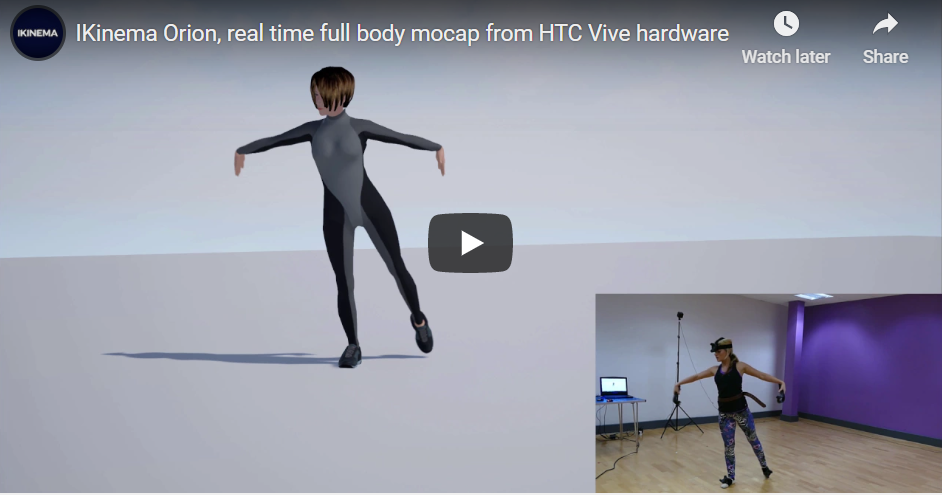 IKINEMA
IKinema Orion, real time full body mocap from HTC Vive hardware
Watch later
Share